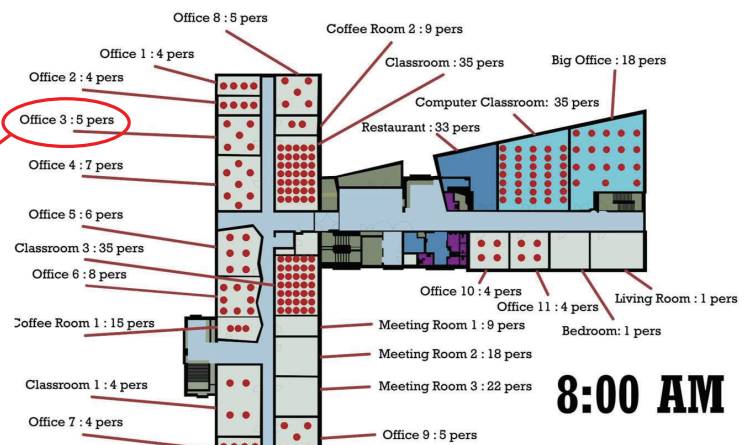 Office 8 : 5 pers
Coffee Room 2 : 9 pers
Office 1 : 4 pers
Classroom : 35 pers
Big Office : 18 pers
Office 2 : 4 pers
Computer Classroom: 35 pers
Office 3 : 5 pers
Restaurant : 33 pers
Office 4 : 7 pers
Office 5 : 6 pers
Classroom 3 : 35 pers
Office 6 : 8 pers
Office 10 : 4 pers
Office 11 : 4 pers
Living Room : 1 pers
Coffee Room 1 : 15 pers
Meeting Room 1 : 9 pers
Bedroom: 1 pers
Meeting Room 2 : 18 pers
Classroom 1 : 4 pers
Meeting Room 3 : 22 pers
8:00 AM
Office 7 : 4 pers
Office 9 : 5 pers